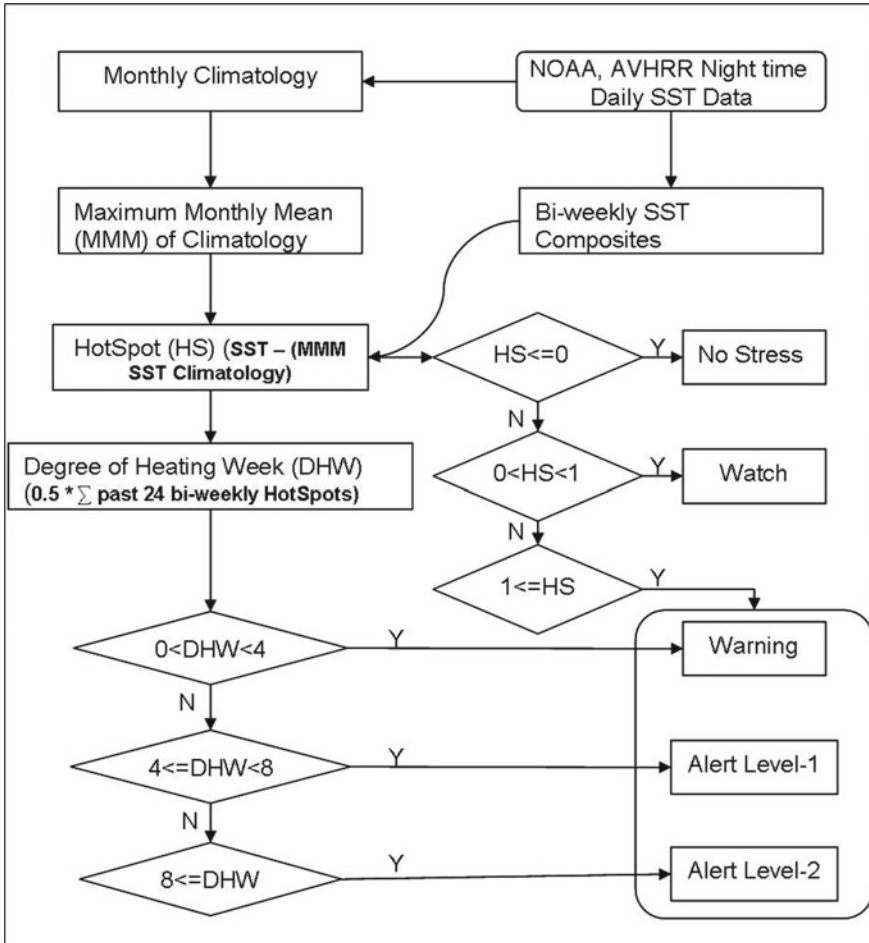 Monthly Climatology
NOAA, AVHRR Night time
Daily SST Data
Maximum Monthly Mean
(MMM) of Climatology
Bi-weekly SST
Composites
HotSpot (HS) (SST – (MMM
SST Climatology)
HS<=0
Y
No Stress
N
Degree of Heating Week (DHW)
(0.5 * ∑ past 24 bi-weekly HotSpots)
0<HS<1
Y
Watch
N
1<=HS
Y
0<DHW<4
Y
Warning
N
4<=DHW<8
Y
Alert Level-1
N
8<=DHW
Y
Alert Level-2